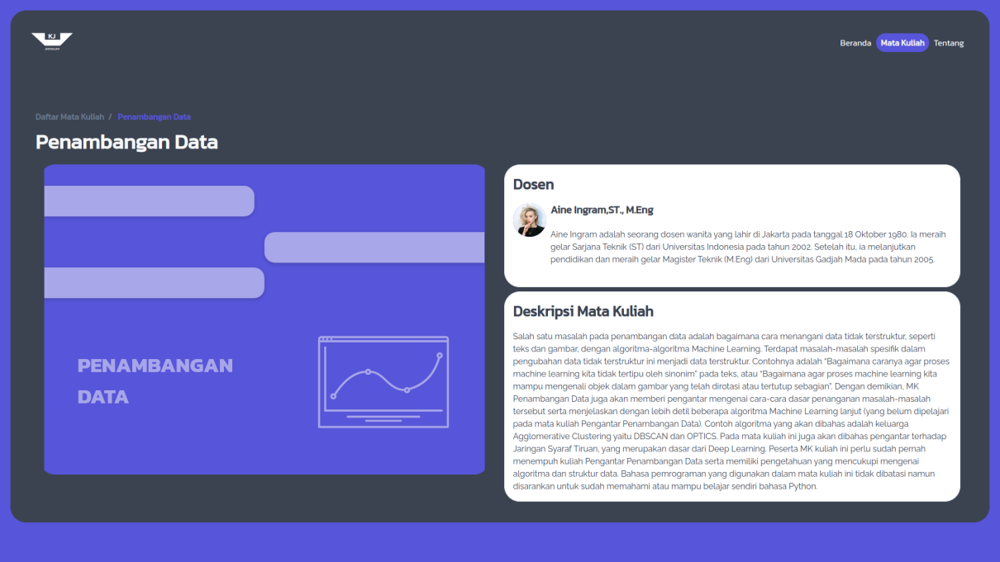 KJ
Beranda Mata Kuliah Tentang
Daftar Mata Kuliah / Penambangan Data
Penambangan Data
PENAMBANGAN
DATA
Dosen
Aine Ingram,ST., M.Eng
Aine Ingram adalah seorang dosen wanita yang lahir di Jakarta pada tanggal 18 Oktober 1980. Ia meraih
gelar Sarjana Teknik (ST) dari Universitas Indonesia pada tahun 2002. Setelah itu, ia melanjutkan
pendidikan dan meraih gelar Magister Teknik (M.Eng) dari Universitas Gadjah Mada pada tahun 2005.
Deskripsi Mata Kuliah
Salah satu masalah pada penambangan data adalah bagaimana cara menangani data tidak terstruktur, seperti
teks dan gambar, dengan algoritma-algoritma Machine Learning. Terdapat masalah-masalah spesifik dalam
pengubahan data tidak terstruktur ini menjadi data terstruktur. Contohnya adalah “Bagaimana caranya agar proses
machine learning kita tidak tertipu oleh sinonim” pada teks, atau “Bagaimana agar proses machine learning kita
mampu mengenali objek dalam gambar yang telah dirotasi atau tertutup sebagian”. Dengan demikian, MK
Penambangan Data juga akan memberi pengantar mengenai cara-cara dasar penanganan masalah-masalah
tersebut serta menjelaskan dengan lebih detil beberapa algoritma Machine Learning lanjut (yang belum dipelajari
pada mata kuliah Pengantar Penambangan Data). Contoh algoritma yang akan dibahas adalah keluarga
Agglomerative Clustering yaitu DBSCAN dan OPTICS. Pada mata kuliah ini juga akan dibahas pengantar terhadap
Jaringan Syaraf Tiruan, yang merupakan dasar dari Deep Learning. Peserta MK kuliah ini perlu sudah pernah
menempuh kuliah Pengantar Penambangan Data serta memiliki pengetahuan yang mencukupi mengenai
algoritma dan struktur data. Bahasa pemrograman yang digunakan dalam mata kuliah ini tidak dibatasi namun
disarankan untuk sudah memahami atau mampu belajar sendiri bahasa Python.